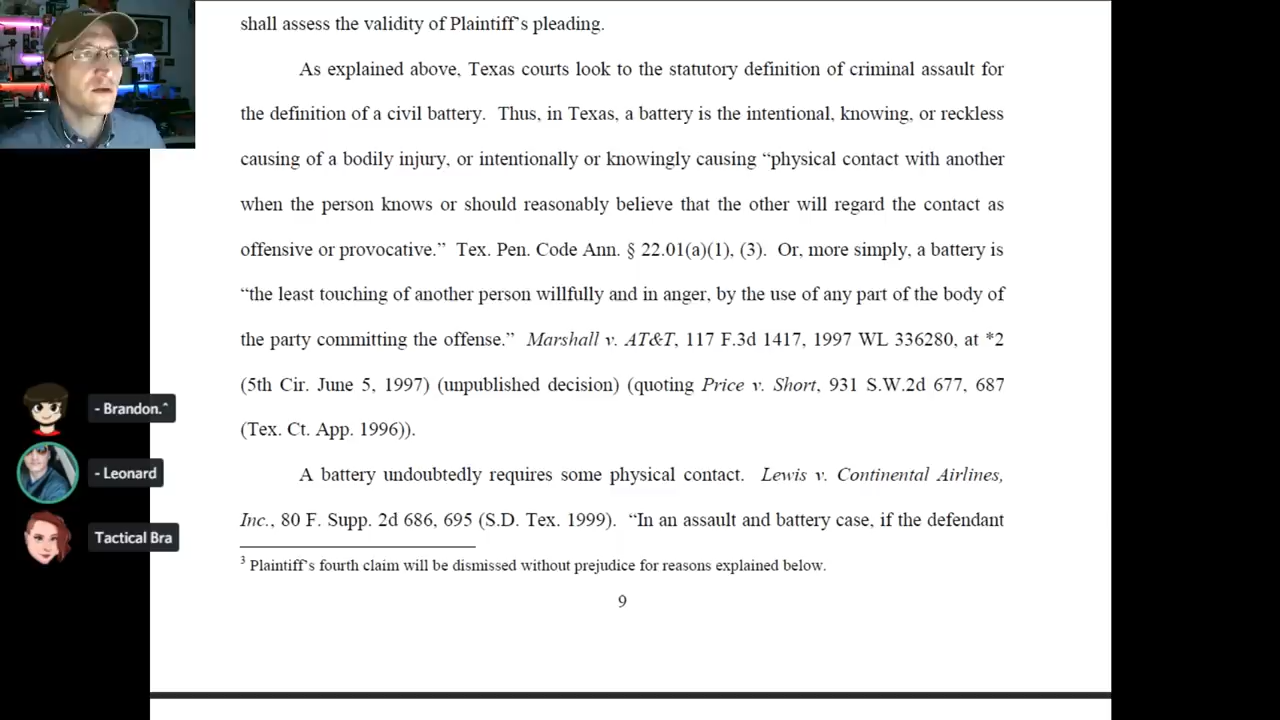 shall assess the validity of Plaintiff's pleading.
As explained above, Texas courts look to the statutory definition of criminal assault for
the definition of a civil battery. Thus, in Texas, a battery is the intentional, knowing, or reckless
causing of a bodily injury, or intentionally or knowingly causing “physical contact with another
when the person knows or should reasonably believe that the other will regard the contact as
offensive or provocative.” Tex. Pen. Code Ann. § 22.01(a)(1), (3). Or, more simply, a battery is
“the least touching of another person willfully and in anger, by the use of any part of the body of
the party committing the offense.” Marshall v. AT&T, 117 F.3d 1417, 1997 WL 336280, at *2
(5th Cir. June 5, 1997) (unpublished decision) (quoting Price v. Short, 931 S.W.2d 677, 687
(Tex. Ct. App. 1996)).
A battery undoubtedly requires some physical contact. Lewis v. Continental Airlines,
Inc., 80 F. Supp. 2d 686, 695 (S.D. Tex. 1999). “In an assault and battery case, if the defendant
3 Plaintiff's fourth claim will be dismissed without prejudice for reasons explained below.
9
- Brandon.^
- Leonard
Tactical Bra